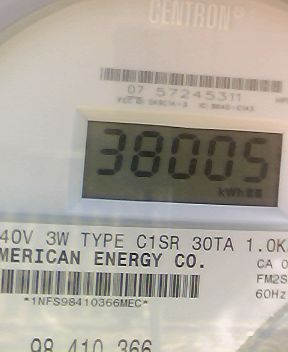 CENTRON®
07 57245311
38005
kWh
40V 3W TYPE C1SR 30TA 1.0K
MERICAN ENERGY CO.
CA 0
FM2S
60Hz
*1NFS98410366MEC*
98 410 366